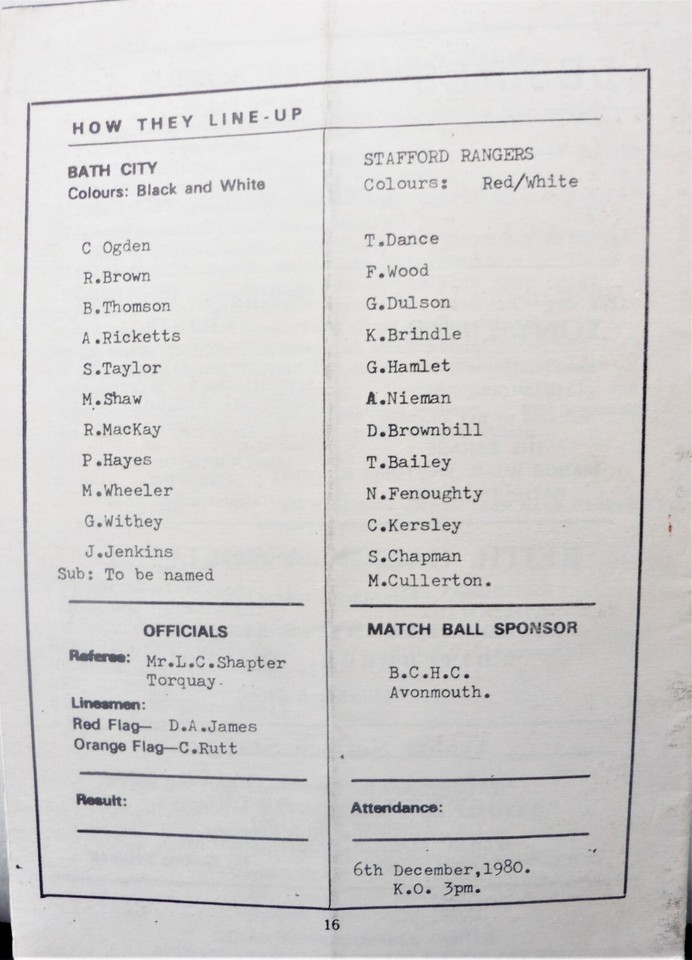 HOW THEY LINE-UP
BATH CITY
Colours: Black and White
C Ogden
R.Brown
B.Thomson
A.Ricketts
S.Taylor
M.Shaw
R.MacKay
P.Hayes
M.Wheeler
G.Withey
J.Jenkins
Sub: To be named
STAFFORD RANGERS
Colours: Red/White
T.Dance
F.Wood
G.Dulson
K.Brindle
G.Hamlet
A.Nieman
D.Brownbill
T.Bailey
N.Fenoughty
C.Kersley
S.Chapman
M.Cullerton.
OFFICIALS
Referee: Mr.L.C.Shapter
Torquay.
Linesmen:
Red Flag— D.A.James
Orange Flag—C.Rutt
Result:
MATCH BALL SPONSOR
B.C.H.C.
Avonmouth.
Attendance:
6th December,1980.
K.O. 3pm.
16